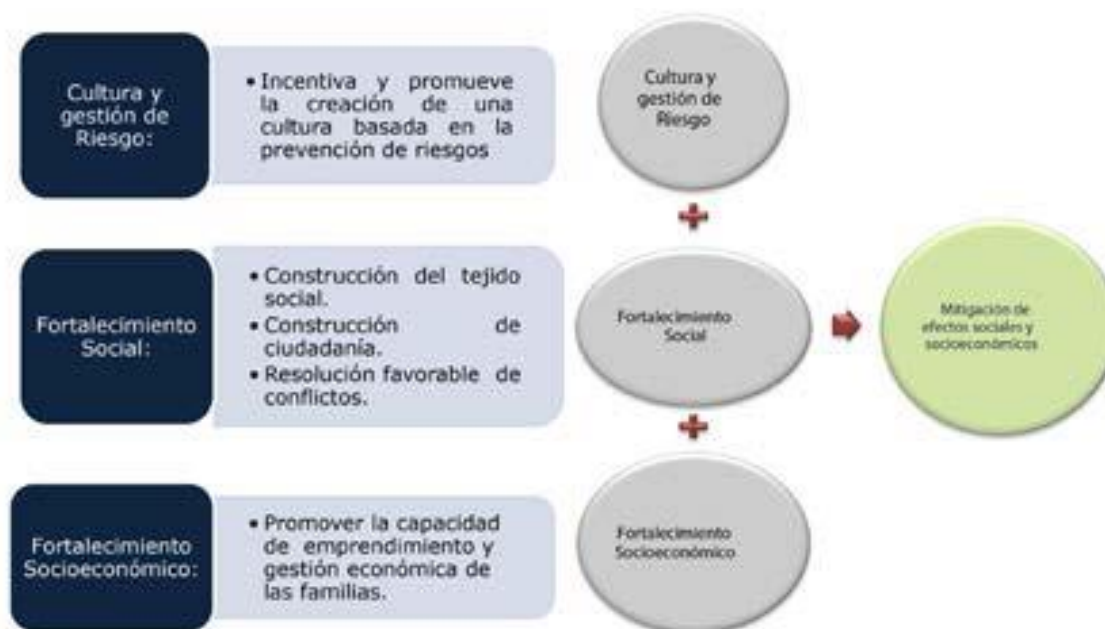 Cultura y
gestión de
Riesgo:
• Incentiva y promueve
la creación de una
cultura basada en la
prevención de riesgos
Cultura y
gestión de
Riesgo
Fortalecimiento
Social:
• Construcción del tejido
social.
• Construcción de
ciudadanía.
• Resolución favorable de
conflictos.
Fortalecimiento
Social
Mitigación de
efectos sociales y
socioeconómicos
Fortalecimiento
Socioeconómico:
• Promover la capacidad
de emprendimiento y
gestión económica de
las familias.
Fortalecimiento
Socioeconómico